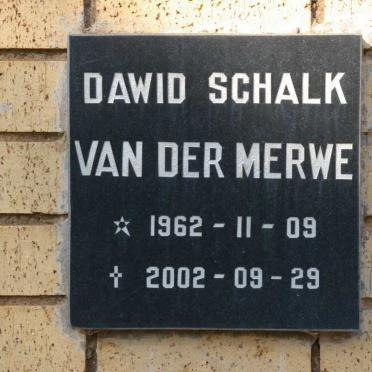 DAWID SCHALK
VAN DER MERWE
☆ 1962 - 11 - 09
✝ 2002 - 09 - 29